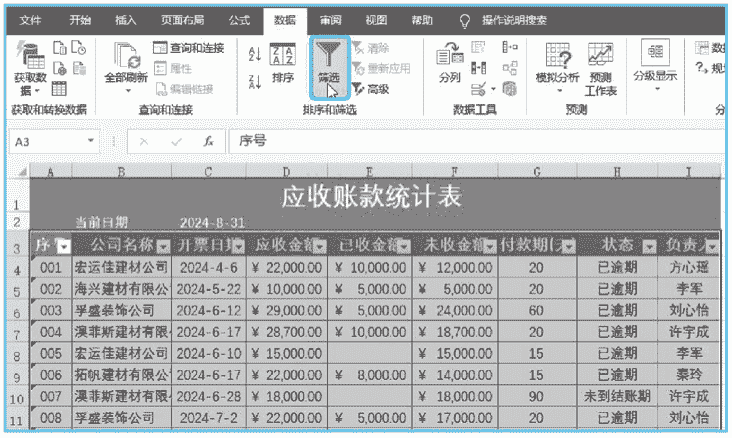 文件 开始 插入 页面布局 公式 数据 审阅 视图 帮助 操作说明搜索
获取数据 全部刷新 查询和连接 属性 编辑链接 排序 筛选 清除 重新应用 高级 分列 模拟分析 预测工作表 分级显示
获取和转换数据 查询和连接 排序和筛选 数据工具 预测
A3 fx 序号
A B C D E F G H I
1 应收账款统计表
2 当前日期 2024-8-31
3 序 公司名称 开票日期 应收金额 已收金额 未收金额 付款期( 状态 负责
4 001 宏运佳建材公司 2024-4-6 ¥ 22,000.00 ¥ 10,000.00 ¥ 12,000.00 20 已逾期 方心瑶
5 002 海兴建材有限公 2024-5-22 ¥ 10,000.00 ¥ 5,000.00 ¥ 5,000.00 20 已逾期 李军
6 003 孚盛装饰公司 2024-6-12 ¥ 29,000.00 ¥ 5,000.00 ¥ 24,000.00 60 已逾期 刘心怡
7 004 澳菲斯建材有限 2024-6-17 ¥ 28,700.00 ¥ 10,000.00 ¥ 18,700.00 20 已逾期 许宇成
8 005 宏运佳建材公司 2024-6-10 ¥ 15,000.00 ¥ 15,000.00 15 已逾期 李军
9 006 拓帆建材有限公 2024-6-17 ¥ 22,000.00 ¥ 8,000.00 ¥ 14,000.00 15 已逾期 秦玲
10 007 澳菲斯建材有限 2024-6-28 ¥ 18,000.00 ¥ 18,000.00 90 未到结账期 许宇成
11 008 孚盛装饰公司 2024-7-2 ¥ 22,000.00 ¥ 5,000.00 ¥ 17,000.00 20 已逾期 刘心怡